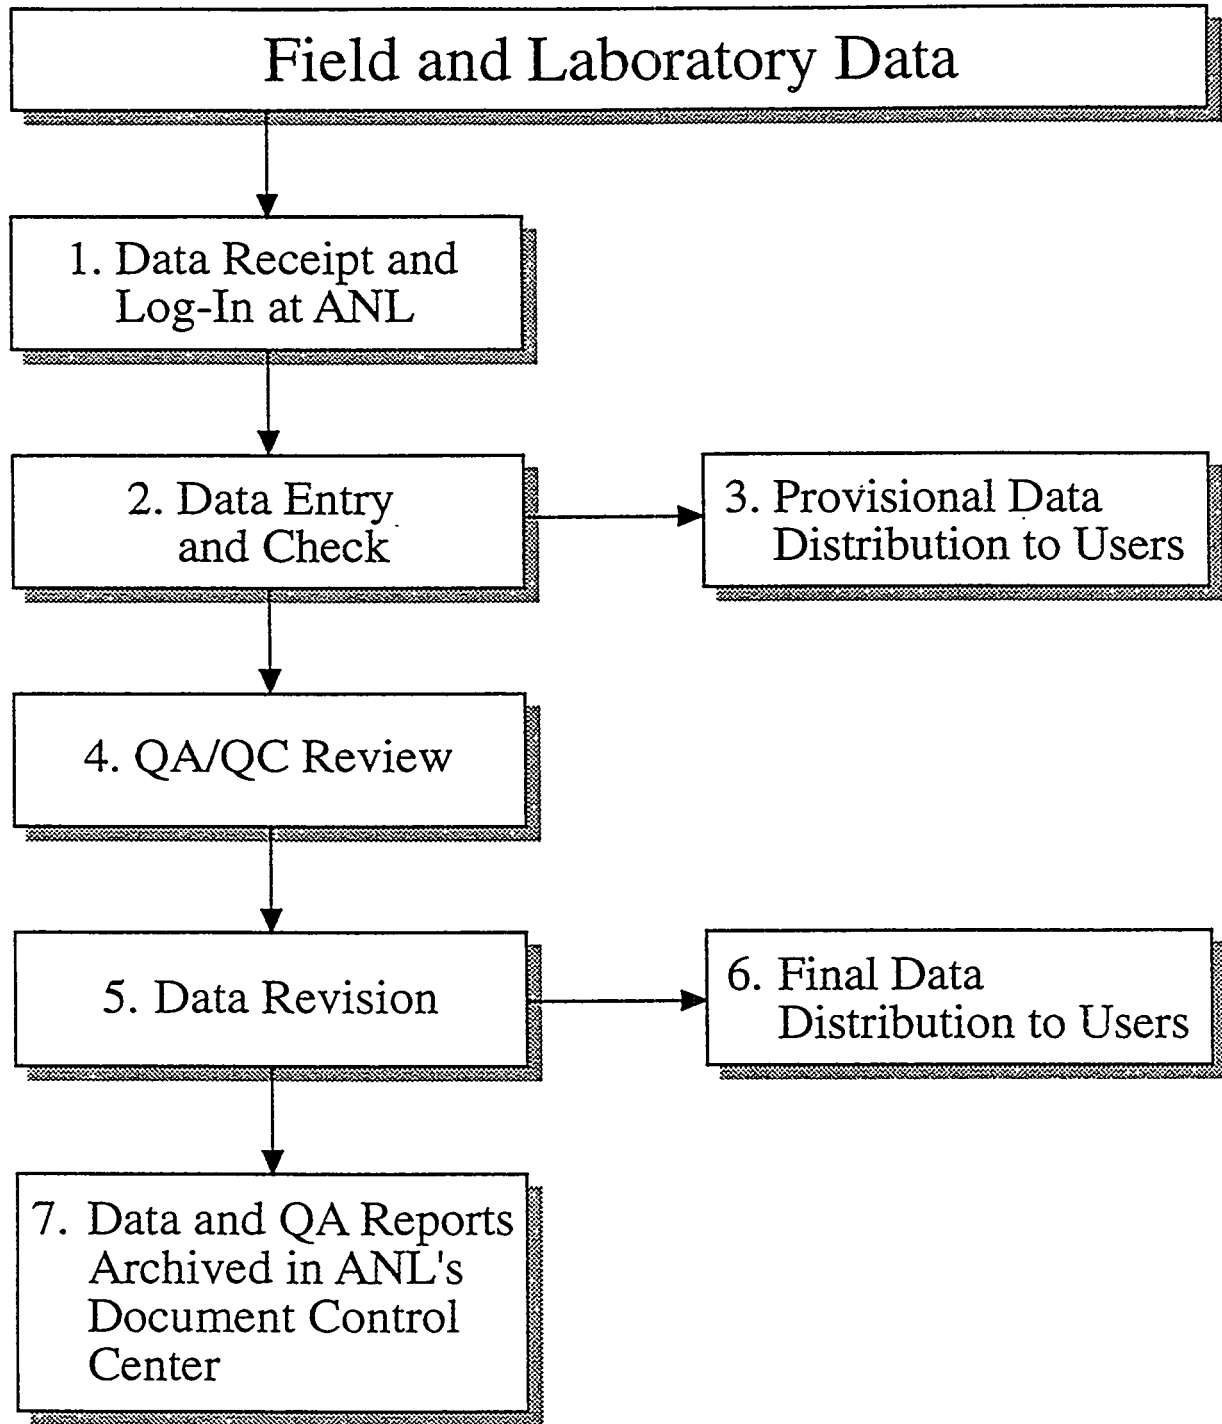 Field and Laboratory Data
1. Data Receipt and
Log-In at ANL
2. Data Entry
and Check
3. Provisional Data
Distribution to Users
4. QA/QC Review
5. Data Revision
6. Final Data
Distribution to Users
7. Data and QA Reports
Archived in ANL's
Document Control
Center